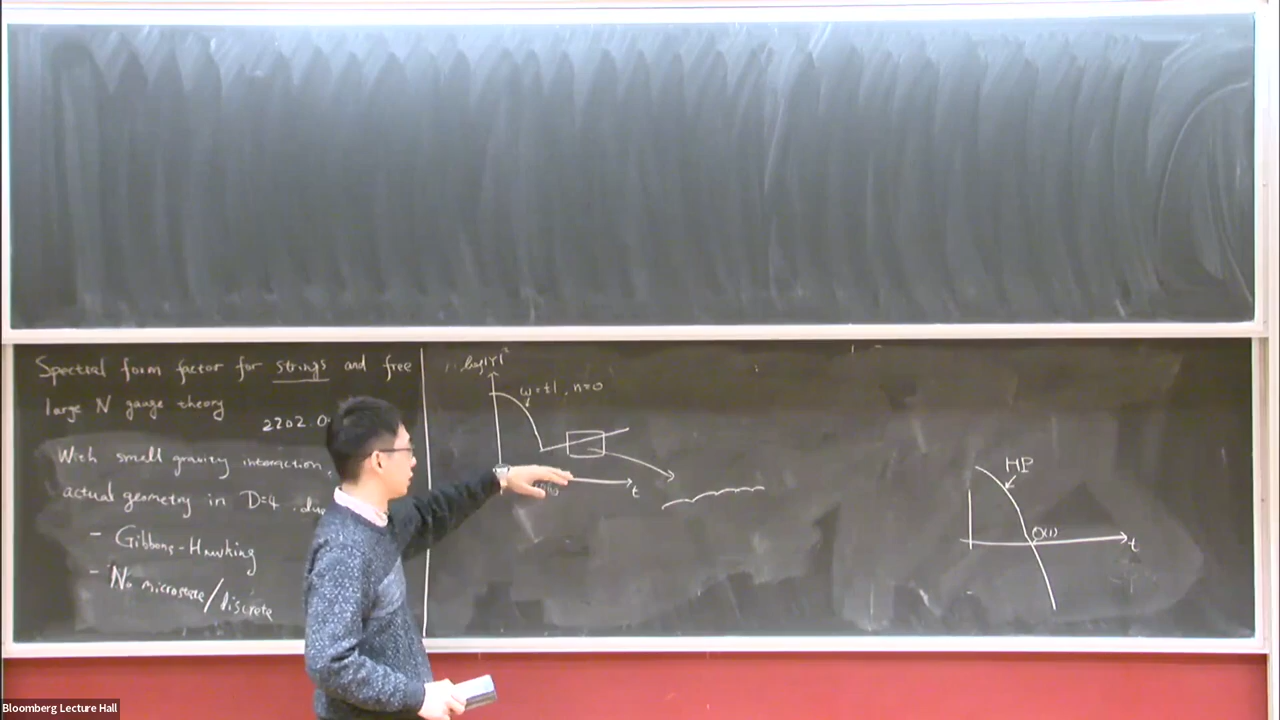 Spectral form factor for strings and free
large N gauge theory
2202.0
With small gravity interaction,
actual geometry in D=4
- Gibbons-Hawking
- No microstate/discrete
log|Y|²
ω=±1, n=0
t
HP
O(1)
t
Bloomberg Lecture Hall